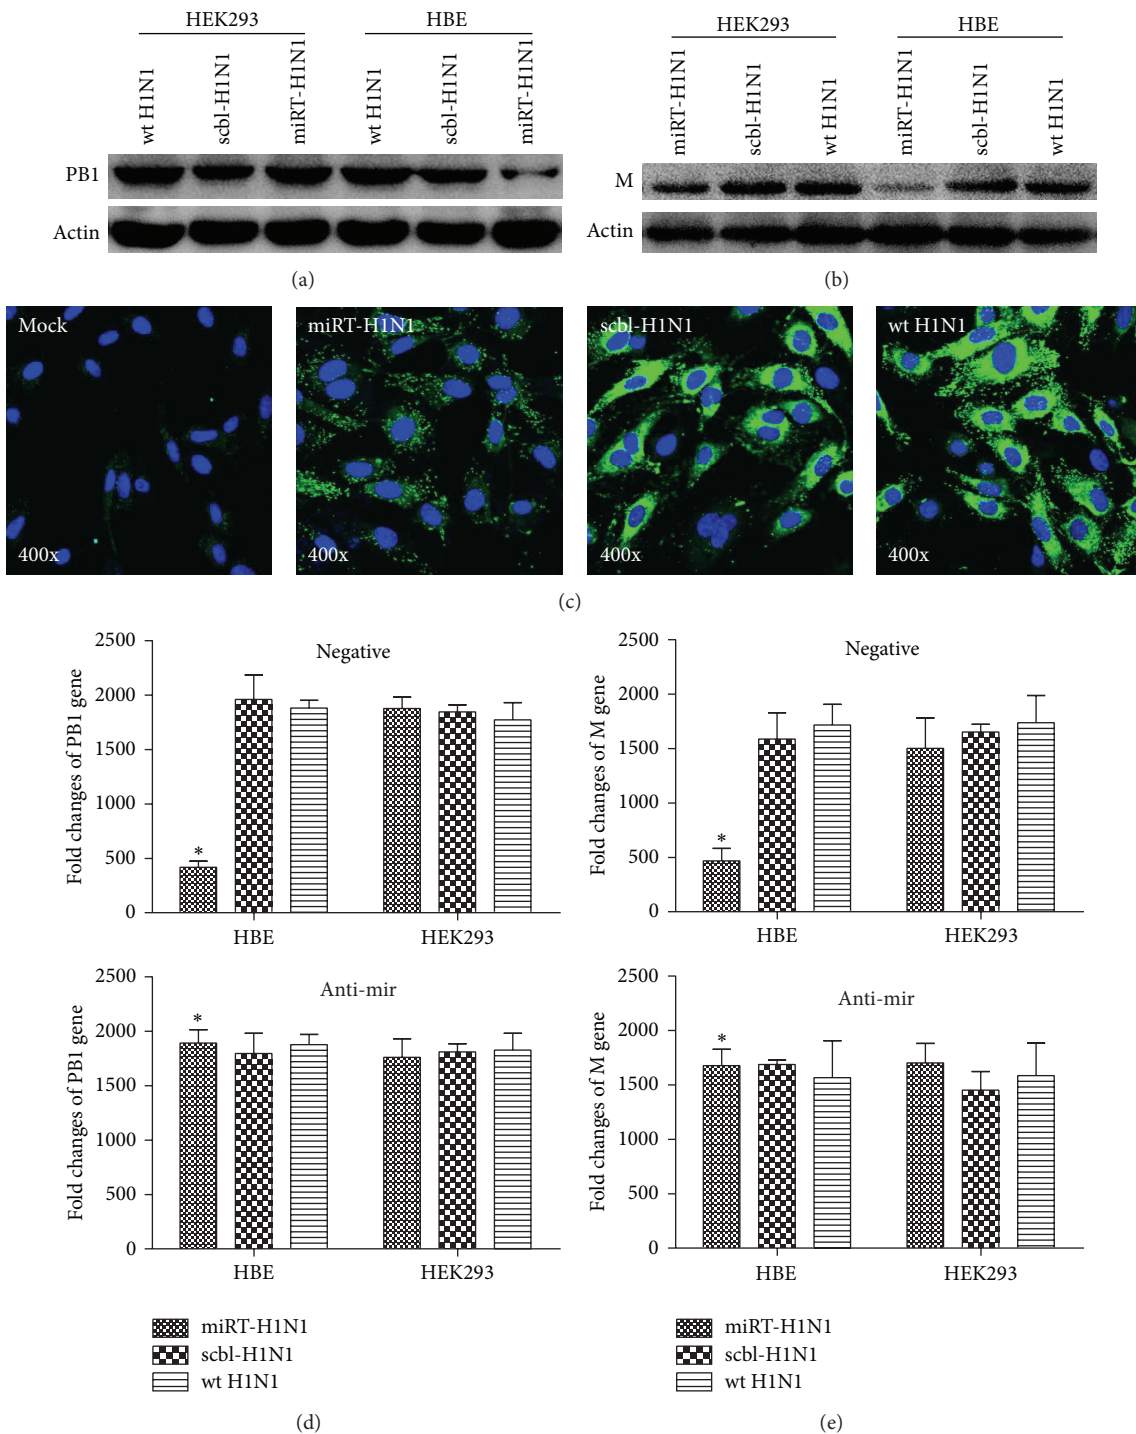 HEK293 HBE
wt H1N1
scbl-H1N1
miRT-H1N1
wt H1N1
scbl-H1N1
miRT-H1N1
PB1
Actin
(a)
HEK293 HBE
miRT-H1N1
scbl-H1N1
wt H1N1
miRT-H1N1
scbl-H1N1
wt H1N1
M
Actin
(b)
Mock
400x
miRT-H1N1
400x
scbl-H1N1
400x
wt H1N1
400x
(c)
Negative
Fold changes of PB1 gene
2500
2000
1500
1000
500
0
*
HBE HEK293
Anti-mir
Fold changes of PB1 gene
2500
2000
1500
1000
500
0
*
HBE HEK293
miRT-H1N1
scbl-H1N1
wt H1N1
(d)
Negative
Fold changes of M gene
2500
2000
1500
1000
500
0
*
HBE HEK293
Anti-mir
Fold changes of M gene
2500
2000
1500
1000
500
0
*
HBE HEK293
miRT-H1N1
scbl-H1N1
wt H1N1
(e)